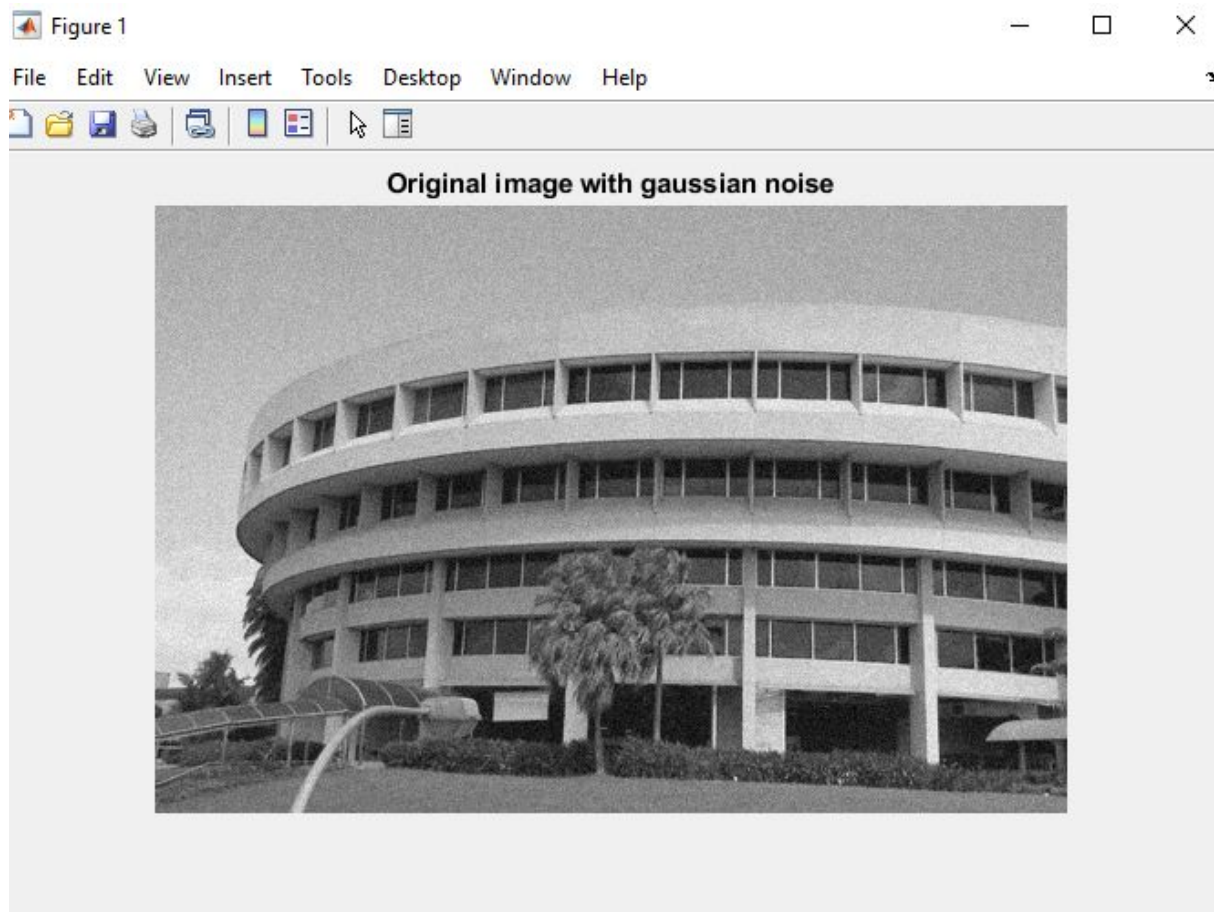 Figure 1
File Edit View Insert Tools Desktop Window Help
Original image with gaussian noise